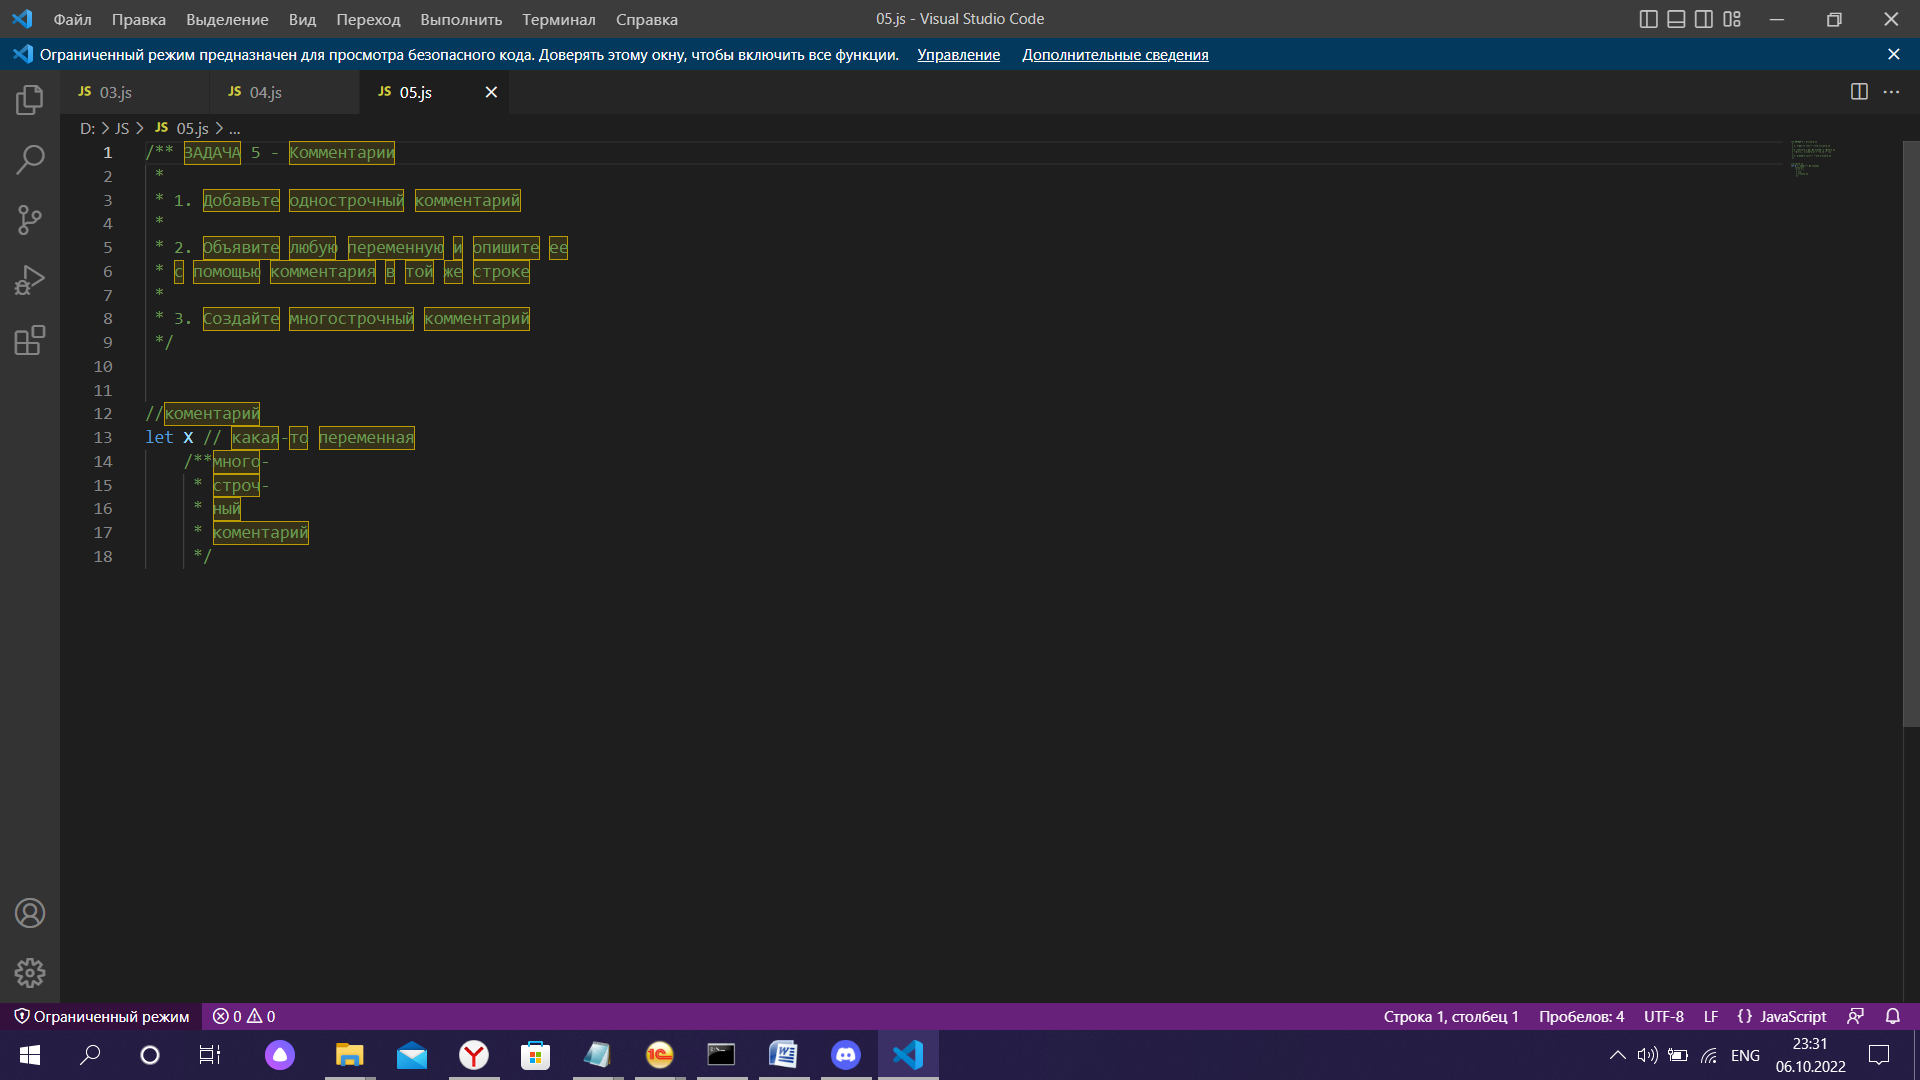 Файл Правка Выделение Вид Переход Выполнить Терминал Справка 05.js - Visual Studio Code
Ограниченный режим предназначен для просмотра безопасного кода. Доверять этому окну, чтобы включить все функции. Управление Дополнительные сведения
JS 03.js JS 04.js JS 05.js
D: > JS > JS 05.js > ...
1 /** ЗАДАЧА 5 - Комментарии
2 *
3 * 1. Добавьте однострочный комментарий
4 *
5 * 2. Объявите любую переменную и опишите ее
6 * с помощью комментария в той же строке
7 *
8 * 3. Создайте многострочный комментарий
9 */
10
11
12 //коментарий
13 let X // какая-то переменная
14 /**много-
15 * строч-
16 * ный
17 * коментарий
18 */
Ограниченный режим 0 0 Строка 1, столбец 1 Пробелов: 4 UTF-8 LF {} JavaScript
ENG 23:31
06.10.2022